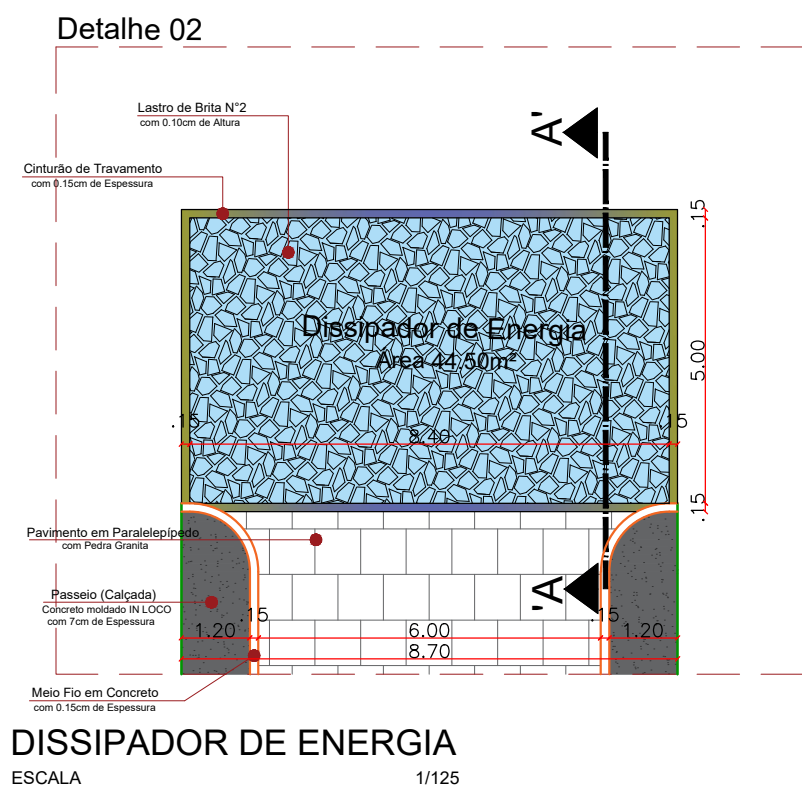 Detalhe 02
Lastro de Brita N°2
com 0.10cm de Altura
A'
Cinturão de Travamento
com 0.15cm de Espessura
.15
Dissipador de Energia
Área 44.50m²
5.00
.15
8.40
.15
.15
Pavimento em Paralelepípedo
com Pedra Granita
Passeio (Calçada)
Concreto moldado IN LOCO
com 7cm de Espessura
'A'
.15
.15
1.20
6.00
1.20
8.70
Meio Fio em Concreto
com 0.15cm de Espessura
DISSIPADOR DE ENERGIA
ESCALA
1/125